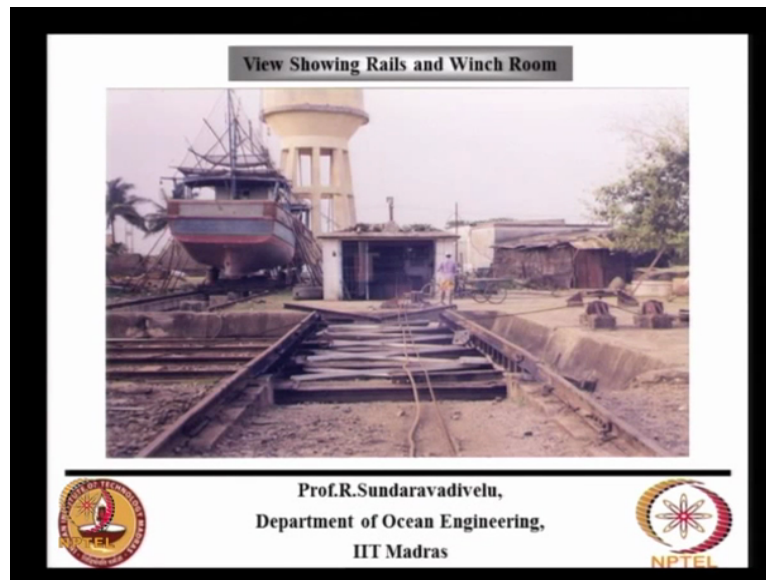 View Showing Rails and Winch Room
Prof.R.Sundaravadivelu,
Department of Ocean Engineering,
IIT Madras
NPTEL
NPTEL